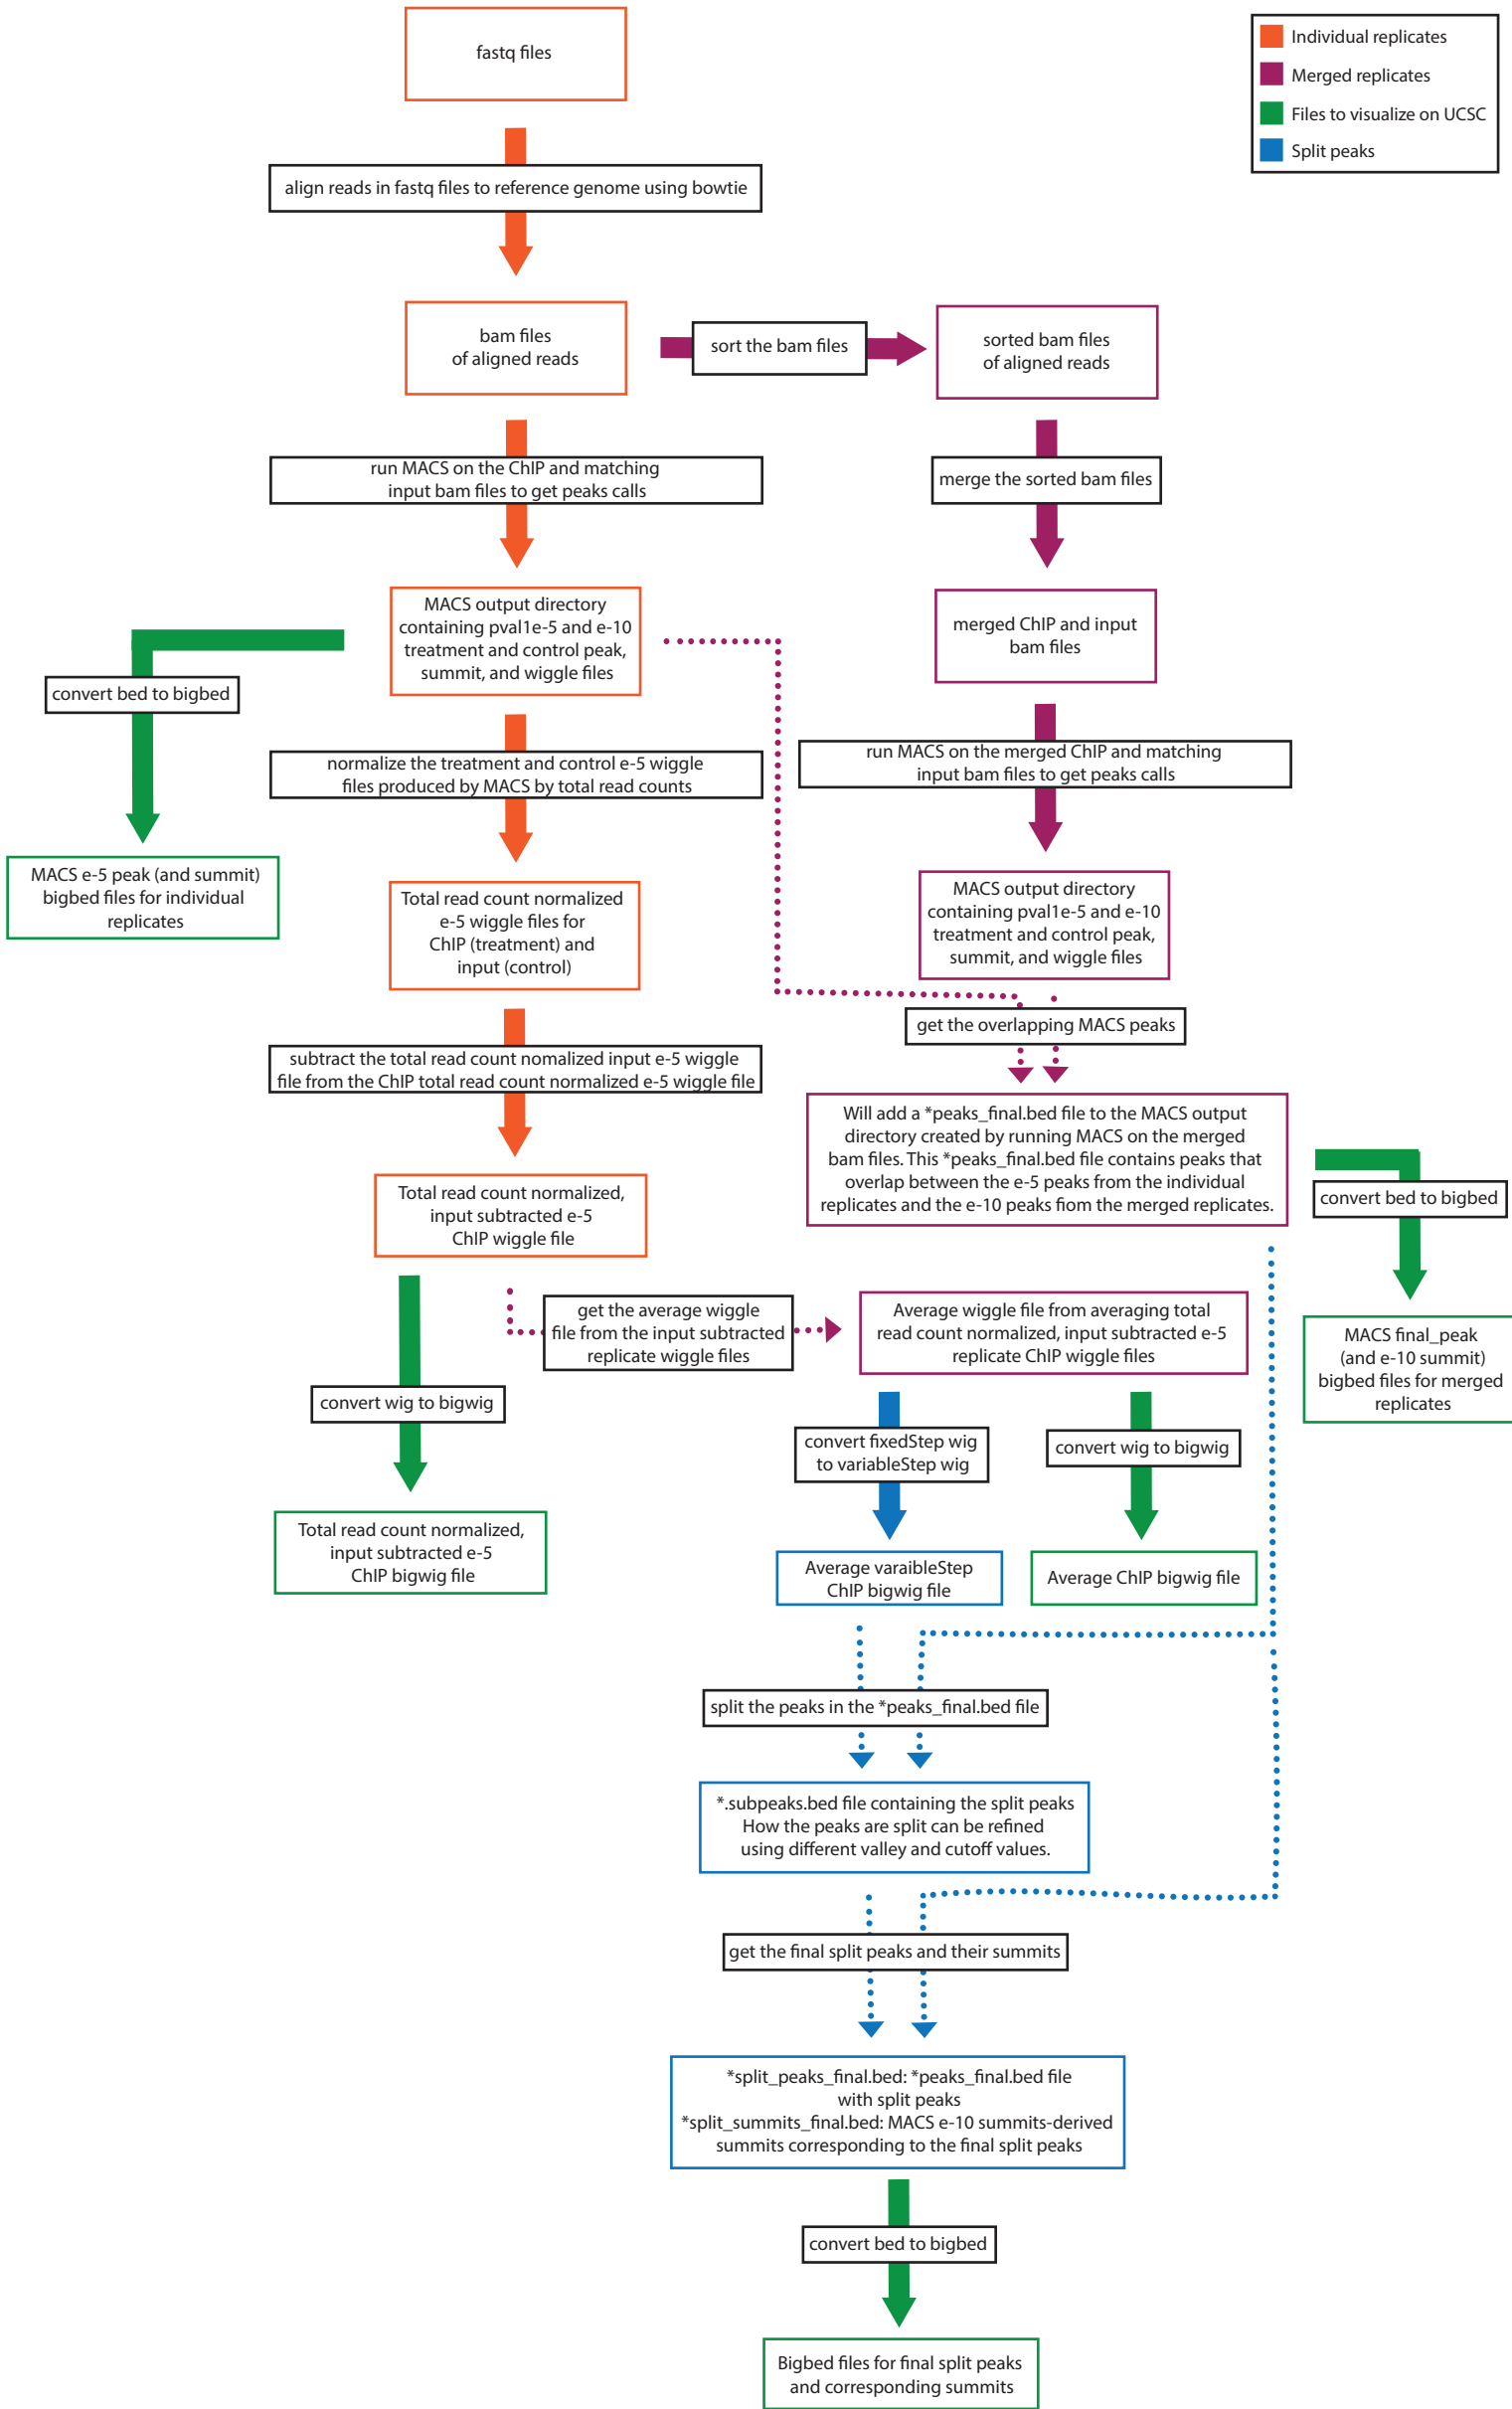 fastq files
Individual replicates
Merged replicates
Files to visualize on UCSC
Split peaks
align reads in fastq files to reference genome using bowtie
bam files
of aligned reads
sort the bam files
sorted bam files
of aligned reads
run MACS on the ChIP and matching
input bam files to get peaks calls
merge the sorted bam files
MACS output directory
containing pval1e-5 and e-10
treatment and control peak,
summit, and wiggle files
merged ChIP and input
bam files
convert bed to bigbed
normalize the treatment and control e-5 wiggle
files produced by MACS by total read counts
run MACS on the merged ChIP and matching
input bam files to get peaks calls
MACS e-5 peak (and summit)
bigbed files for individual
replicates
Total read count normalized
e-5 wiggle files for
ChIP (treatment) and
input (control)
MACS output directory
containing pval1e-5 and e-10
treatment and control peak,
summit, and wiggle files
get the overlapping MACS peaks
subtract the total read count nomalized input e-5 wiggle
file from the ChIP total read count normalized e-5 wiggle file
Will add a *peaks_final.bed file to the MACS output
directory created by running MACS on the merged
bam files. This *peaks_final.bed file contains peaks that
overlap between the e-5 peaks from the individual
replicates and the e-10 peaks fiom the merged replicates.
convert bed to bigbed
Total read count normalized,
input subtracted e-5
ChIP wiggle file
get the average wiggle
file from the input subtracted
replicate wiggle files
Average wiggle file from averaging total
read count normalized, input subtracted e-5
replicate ChIP wiggle files
MACS final_peak
(and e-10 summit)
bigbed files for merged
replicates
convert wig to bigwig
convert fixedStep wig
to variableStep wig
convert wig to bigwig
Total read count normalized,
input subtracted e-5
ChIP bigwig file
Average varaibleStep
ChIP bigwig file
Average ChIP bigwig file
split the peaks in the *peaks_final.bed file
*.subpeaks.bed file containing the split peaks
How the peaks are split can be refined
using different valley and cutoff values.
get the final split peaks and their summits
*split_peaks_final.bed: *peaks_final.bed file
with split peaks
*split_summits_final.bed: MACS e-10 summits-derived
summits corresponding to the final split peaks
convert bed to bigbed
Bigbed files for final split peaks
and corresponding summits